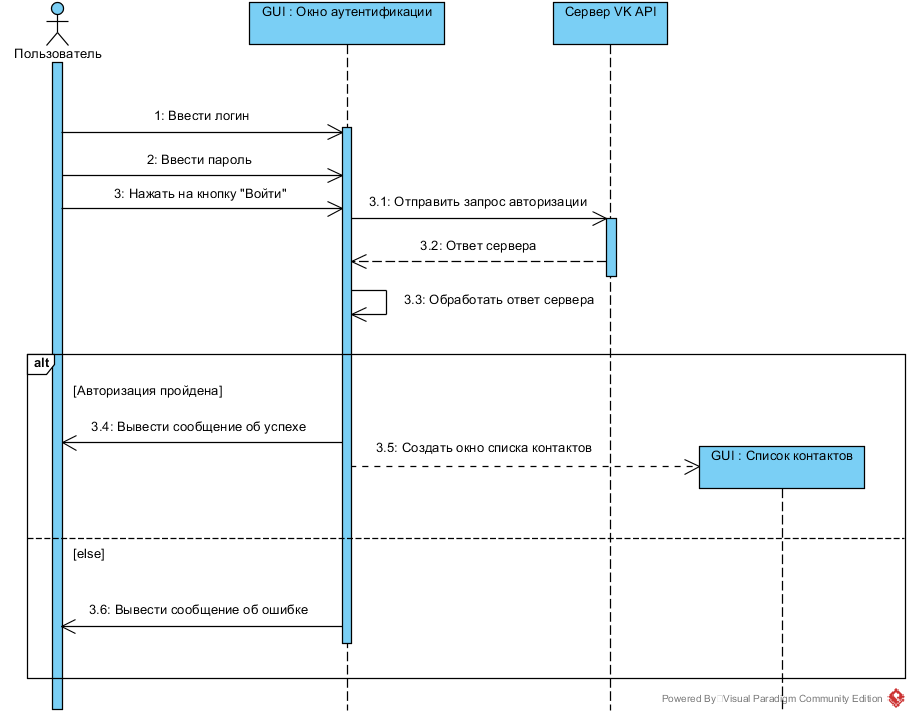 GUI : Окно аутентификации
Сервер VK API
Пользователь
1: Ввести логин
2: Ввести пароль
3: Нажать на кнопку "Войти"
3.1: Отправить запрос авторизации
3.2: Ответ сервера
3.3: Обработать ответ сервера
alt
[Авторизация пройдена]
3.4: Вывести сообщение об успехе
3.5: Создать окно списка контактов
GUI : Список контактов
[else]
3.6: Вывести сообщение об ошибке
Powered By Visual Paradigm Community Edition